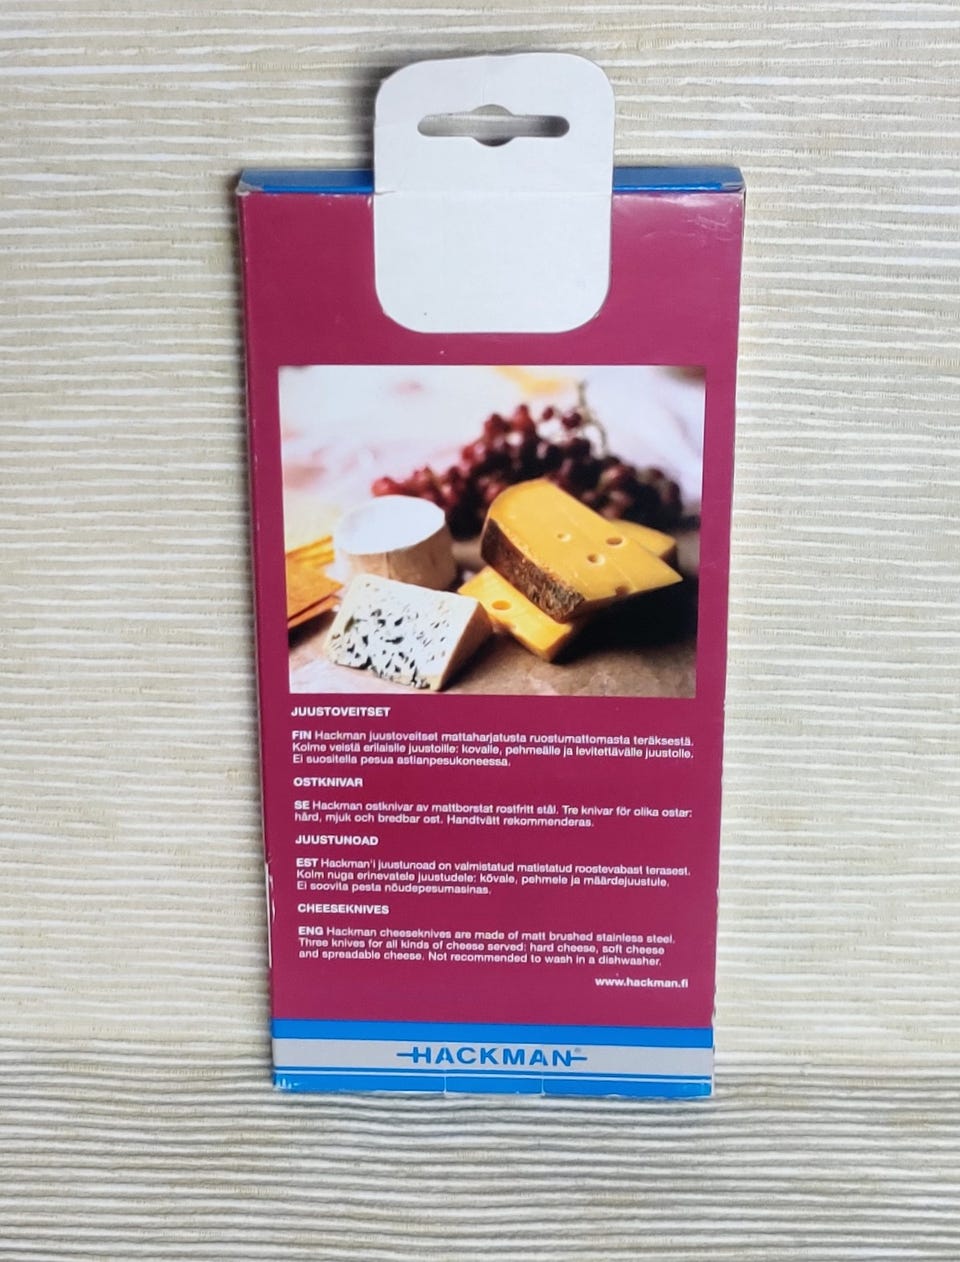 JUUSTOVEITSET
FIN Hackman juustoveitset mattaharjatusta ruostumattomasta teräksestä.
Kolme veistä erilaisille juustoille: kovalle, pehmeälle ja levitettävälle juustolle.
Ei suositella pesua astianpesukoneessa.
OSTKNIVAR
SE Hackman ostknivar av mattborstat rostfritt stål. Tre knivar för olika ostar:
hård, mjuk och bredbar ost. Handtvätt rekommenderas.
JUUSTUNOAD
EST Hackman'i juustunoad on valmistatud matistatud roostevabast terasest.
Kolm nuga erinevatele juustudele: kõvale, pehmele ja määrdejuustule.
Ei soovita pesta nõudepesumasinas.
CHEESEKNIVES
ENG Hackman cheeseknives are made of matt brushed stainless steel.
Three knives for all kinds of cheese served: hard cheese, soft cheese
and spreadable cheese. Not recommended to wash in a dishwasher.
www.hackman.fi
HACKMAN®